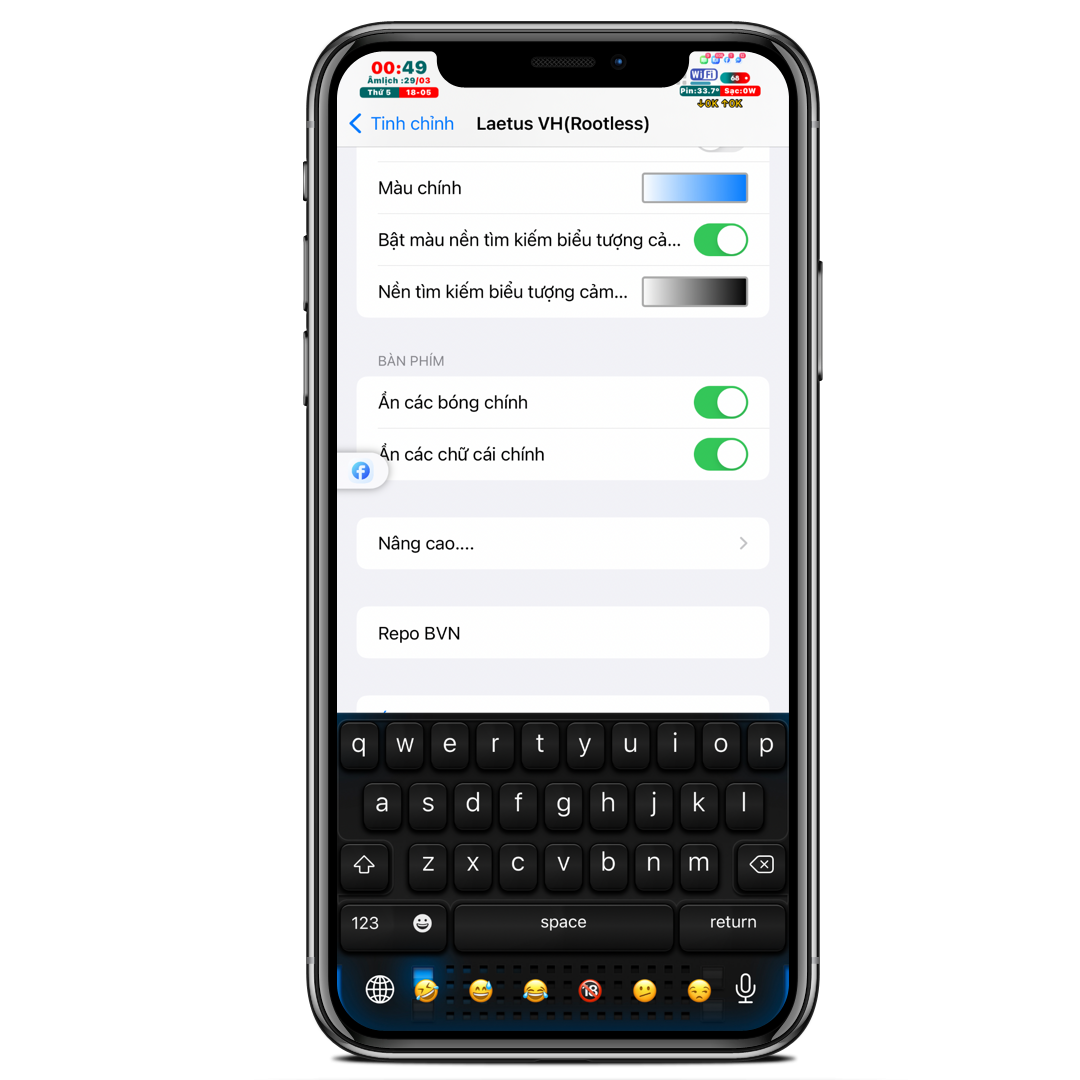 00:49
Âmlịch :29/03
Thứ 5 18-05
WiFi 68
Pin:33.7° Sạc:0W
↓0K ↑0K
Tinh chỉnh
Laetus VH(Rootless)
Màu chính
Bật màu nền tìm kiếm biểu tượng cả...
Nền tìm kiếm biểu tượng cảm...
BÀN PHÍM
Ẩn các bóng chính
Ẩn các chữ cái chính
Nâng cao....
Repo BVN
q w e r t y u i o p
a s d f g h j k l
z x c v b n m
123 space return
🤣 😅 😂 🔞 🫤 😒